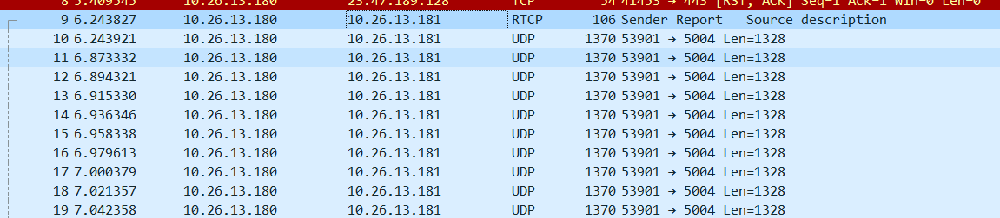 8 5.409545 10.26.13.180 23.47.189.128 TCP 54 41453 → 443 [RST, ACK] Seq=1 Ack=1 Win=0 Len=0
9 6.243827 10.26.13.180 10.26.13.181 RTCP 106 Sender Report Source description
10 6.243921 10.26.13.180 10.26.13.181 UDP 1370 53901 → 5004 Len=1328
11 6.873332 10.26.13.180 10.26.13.181 UDP 1370 53901 → 5004 Len=1328
12 6.894321 10.26.13.180 10.26.13.181 UDP 1370 53901 → 5004 Len=1328
13 6.915330 10.26.13.180 10.26.13.181 UDP 1370 53901 → 5004 Len=1328
14 6.936346 10.26.13.180 10.26.13.181 UDP 1370 53901 → 5004 Len=1328
15 6.958338 10.26.13.180 10.26.13.181 UDP 1370 53901 → 5004 Len=1328
16 6.979613 10.26.13.180 10.26.13.181 UDP 1370 53901 → 5004 Len=1328
17 7.000379 10.26.13.180 10.26.13.181 UDP 1370 53901 → 5004 Len=1328
18 7.021357 10.26.13.180 10.26.13.181 UDP 1370 53901 → 5004 Len=1328
19 7.042358 10.26.13.180 10.26.13.181 UDP 1370 53901 → 5004 Len=1328